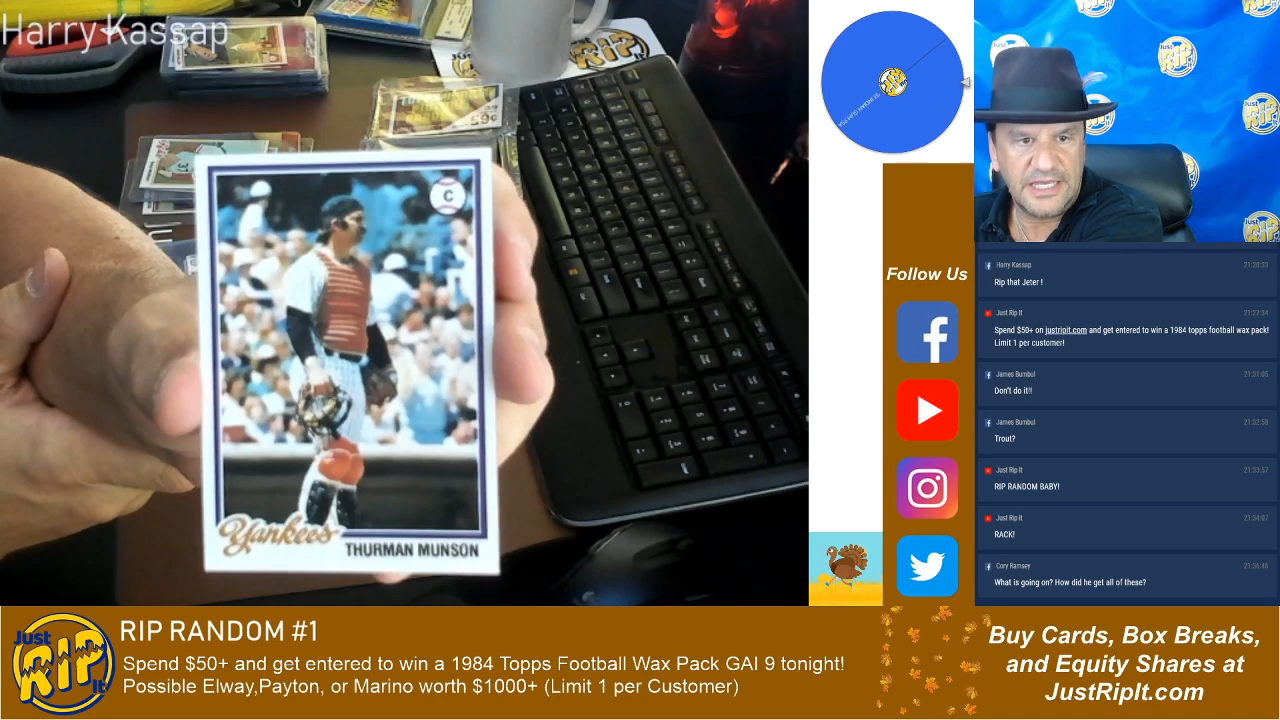 Harry Kassap
59¢
C
Yankees
THURMAN MUNSON
Just
RIP
It
RIP RANDOM #1
Spend $50+ and get entered to win a 1984 Topps Football Wax Pack GAI 9 tonight!
Possible Elway,Payton, or Marino worth $1000+ (Limit 1 per Customer)
Follow Us
Harry Kassap 21:20:33
Rip that Jeter !
Just Rip It 21:27:34
Spend $50+ on justripit.com and get entered to win a 1984 topps football wax pack!
Limit 1 per customer!
James Bumbul 21:31:05
Don't do it!!
James Bumbul 21:32:58
Trout?
Just Rip It 21:33:57
RIP RANDOM BABY!
Just Rip It 21:34:07
RACK!
Cory Ramsey 21:36:46
What is going on? How did he get all of these?
Buy Cards, Box Breaks,
and Equity Shares at
JustRipIt.com